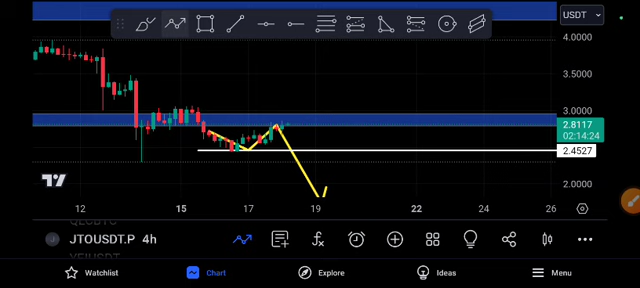 USDT
4.0000
3.5000
3.0000
2.8117
02:14:24
2.4527
2.0000
12 15 17 19 22 24 26
JTOUSDT.P 4h
Watchlist Chart Explore Ideas Menu